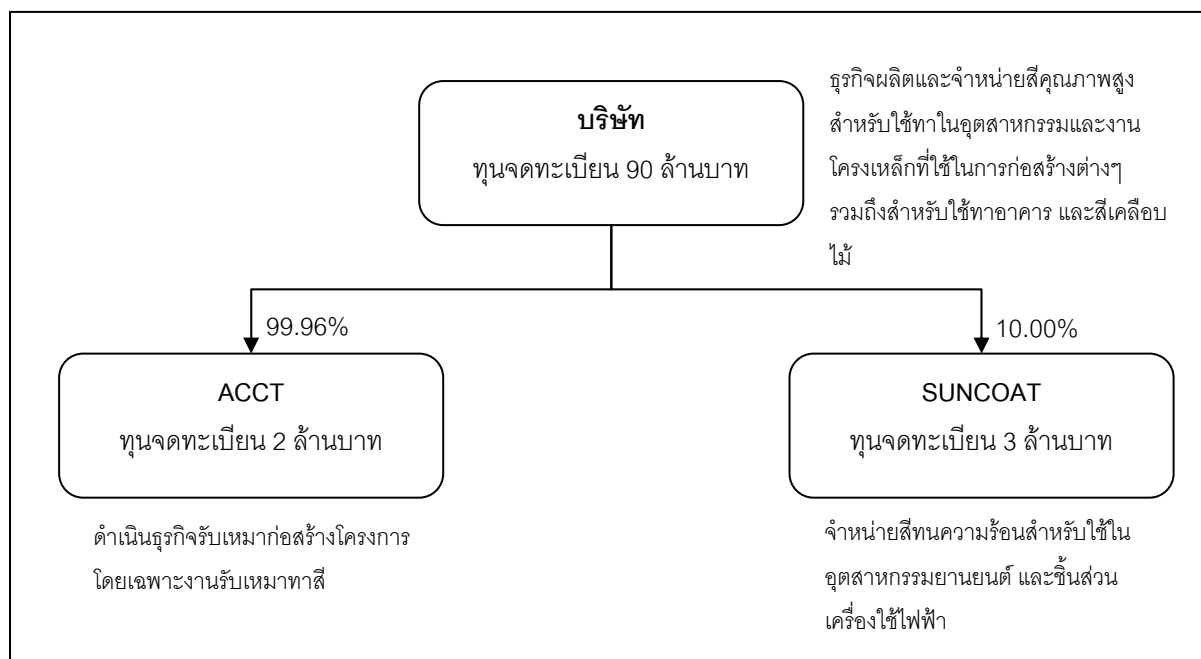 บริษัท
ทุนจดทะเบียน 90 ล้านบาท
ธุรกิจผลิตและจำหน่ายสีคุณภาพสูง
สำหรับใช้ทาในอุตสาหกรรมและงาน
โครงเหล็กที่ใช้ในการก่อสร้างต่างๆ
รวมถึงสำหรับใช้ทาอาคาร และสีเคลือบ
ไม้
99.96%
10.00%
ACCT
ทุนจดทะเบียน 2 ล้านบาท
SUNCOAT
ทุนจดทะเบียน 3 ล้านบาท
ดำเนินธุรกิจรับเหมาก่อสร้างโครงการ
โดยเฉพาะงานรับเหมาทาสี
จำหน่ายสีทนความร้อนสำหรับใช้ใน
อุตสาหกรรมยานยนต์ และชิ้นส่วน
เครื่องใช้ไฟฟ้า